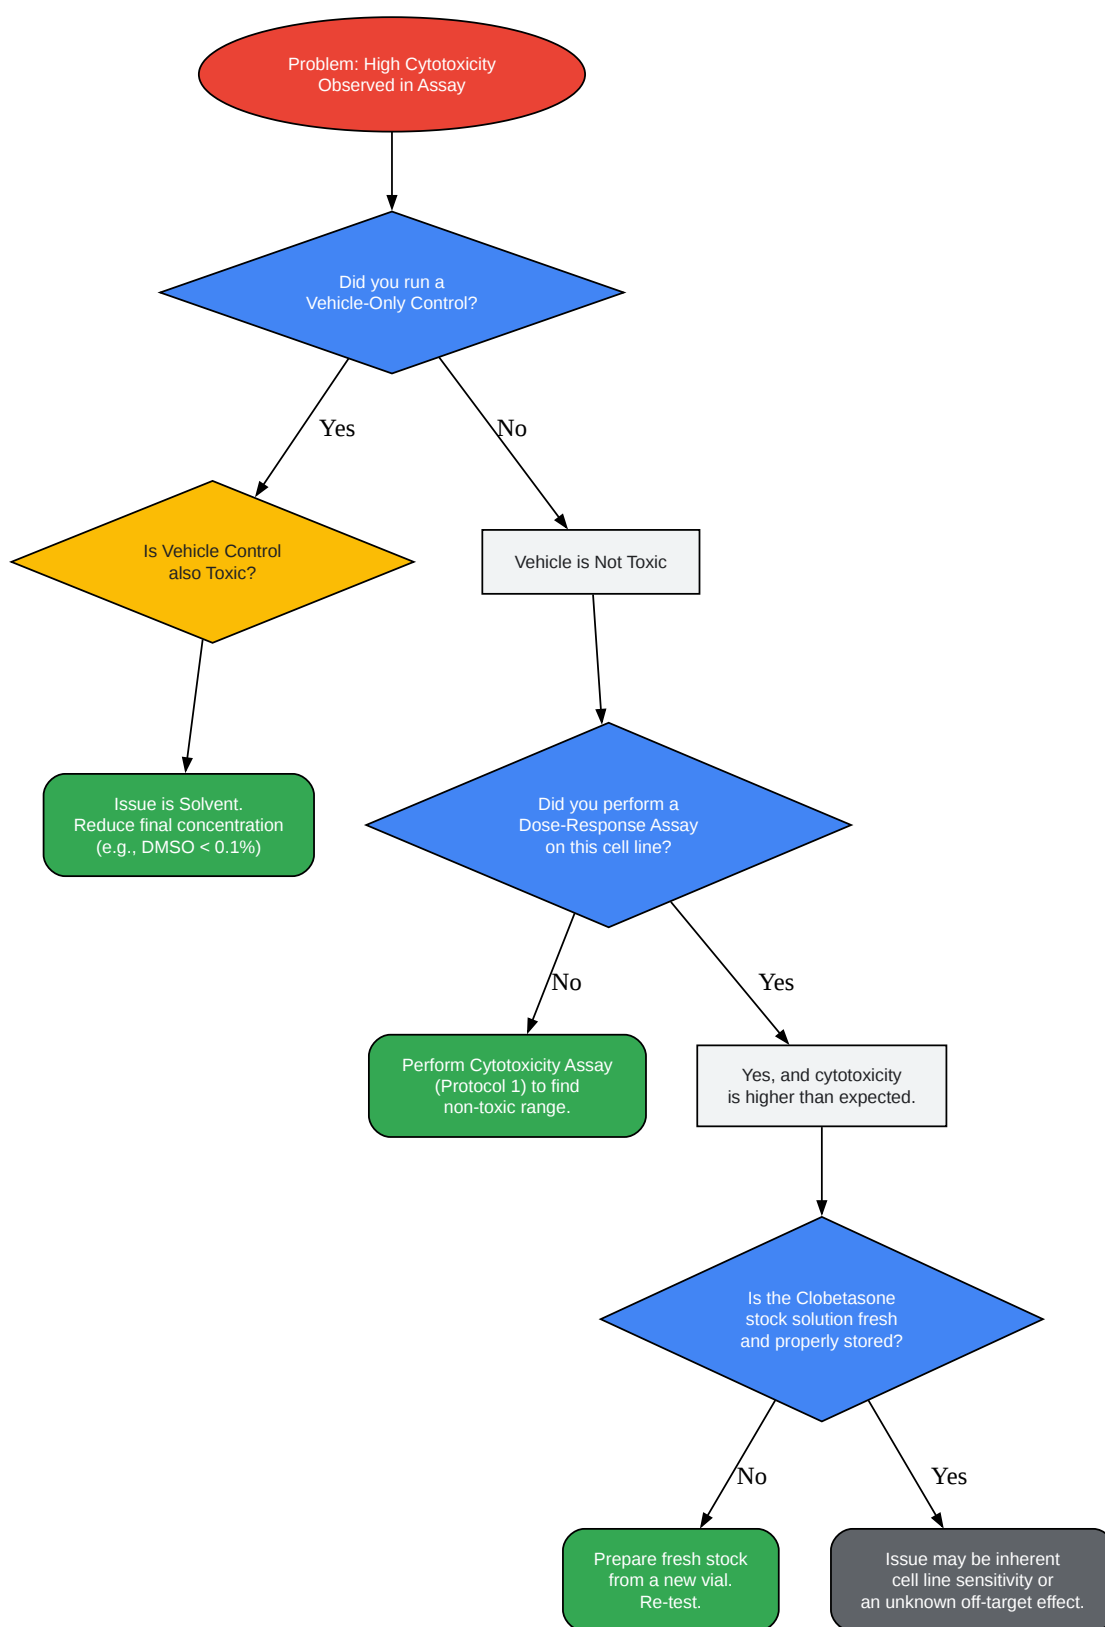 Problem: High Cytotoxicity
Observed in Assay
Did you run a
Vehicle-Only Control?
Yes
No
Is Vehicle Control
also Toxic?
Vehicle is Not Toxic
Issue is Solvent.
Reduce final concentration
(e.g., DMSO < 0.1%)
Did you perform a
Dose-Response Assay
on this cell line?
No
Yes
Perform Cytotoxicity Assay
(Protocol 1) to find
non-toxic range.
Yes, and cytotoxicity
is higher than expected.
Is the Clobetasone
stock solution fresh
and properly stored?
No
Yes
Prepare fresh stock
from a new vial.
Re-test.
Issue may be inherent
cell line sensitivity or
an unknown off-target effect.